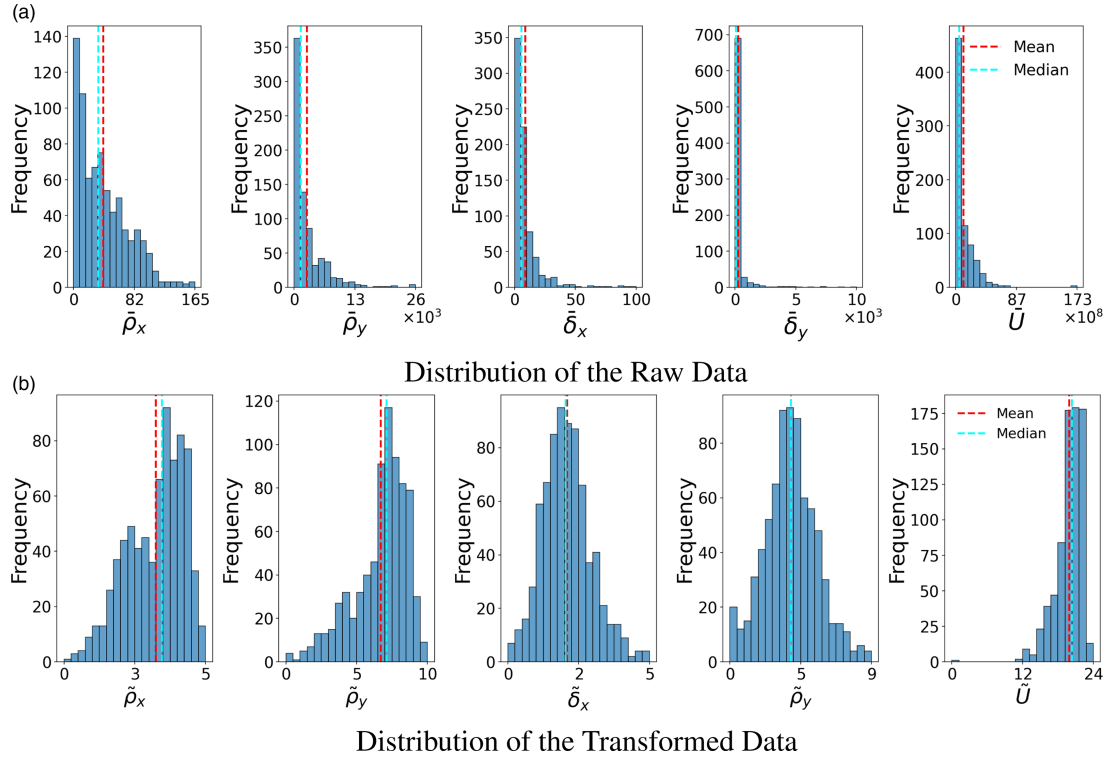 (a)
140
120
100
80
60
40
20
0
Frequency
0 82 165
ρ̄ₓ
350
300
250
200
150
100
50
0
Frequency
0 13 26
×10³
ρ̄ᵧ
350
300
250
200
150
100
50
0
Frequency
0 50 100
δ̄ₓ
700
600
500
400
300
200
100
0
Frequency
0 5 10
×10³
δ̄ᵧ
400
300
200
100
0
Frequency
Mean
Median
0 87 173
×10⁸
Ū
Distribution of the Raw Data
(b)
80
60
40
20
0
Frequency
0 3 5
ρ̃ₓ
120
100
80
60
40
20
0
Frequency
0 5 10
ρ̃ᵧ
80
60
40
20
0
Frequency
0 2 5
δ̃ₓ
80
60
40
20
0
Frequency
0 5 9
ρ̃ᵧ
175
150
125
100
75
50
25
0
Frequency
Mean
Median
0 12 24
Ũ
Distribution of the Transformed Data